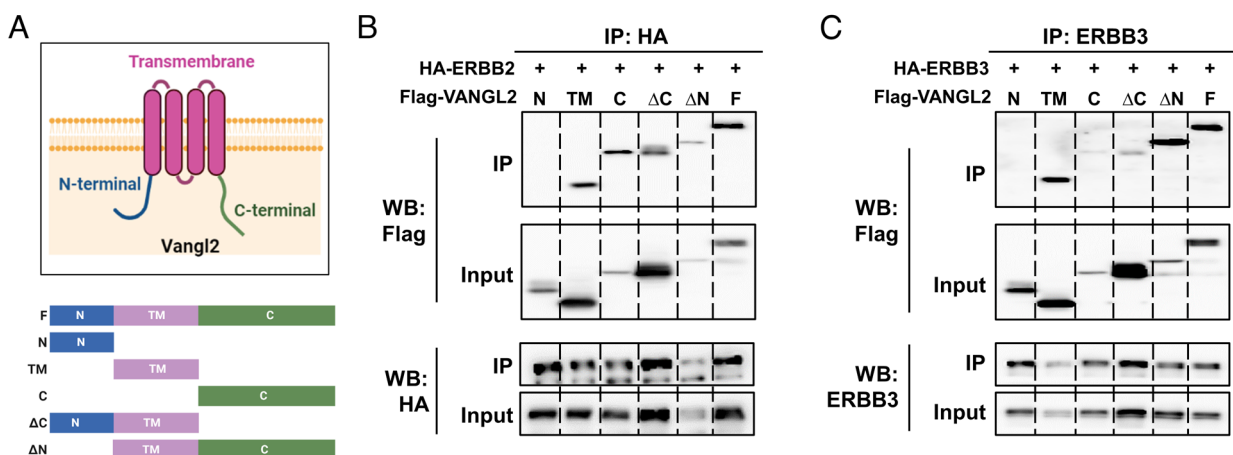 A
Transmembrane
N-terminal
C-terminal
Vangl2
F N TM C
N N
TM TM
C C
ΔC N TM
ΔN TM C
B
IP: HA
HA-ERBB2 + + + + + +
Flag-VANGL2 N TM C ΔC ΔN F
WB:
Flag
IP
Input
WB:
HA
IP
Input
C
IP: ERBB3
HA-ERBB3 + + + + + +
Flag-VANGL2 N TM C ΔC ΔN F
WB:
Flag
IP
Input
WB:
ERBB3
IP
Input